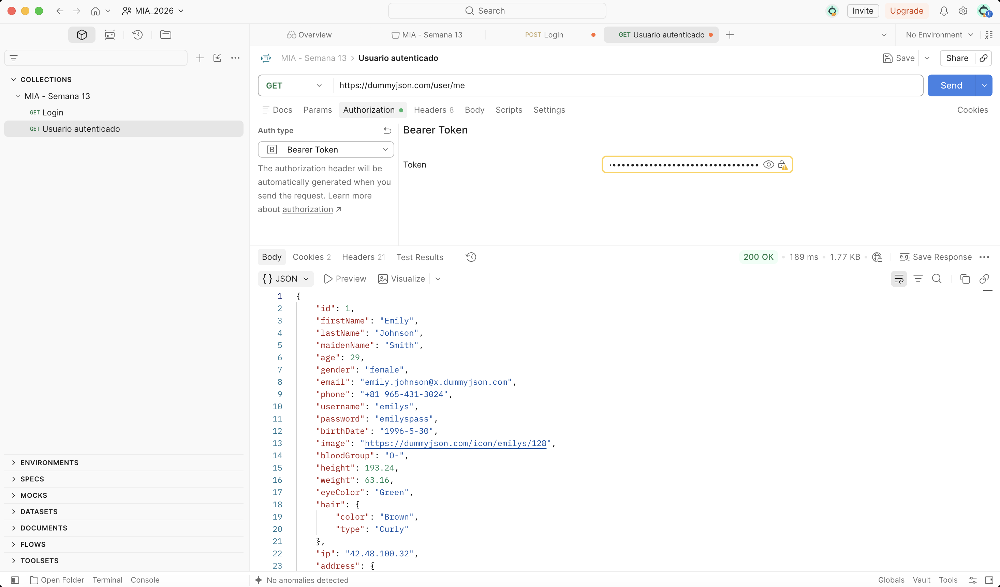 MIA_2026
Search
Invite
Upgrade
L
Overview
MIA - Semana 13
POST Login
GET Usuario autenticado
No Environment
HTTP
MIA - Semana 13 > Usuario autenticado
Save
Share
COLLECTIONS
MIA - Semana 13
GET Login
GET Usuario autenticado
GET
https://dummyjson.com/user/me
Send
Docs
Params
Authorization
Headers 8
Body
Scripts
Settings
Cookies
Auth type
B Bearer Token
The authorization header will be
automatically generated when you
send the request. Learn more
about authorization ↗
Bearer Token
Token
Body
Cookies 2
Headers 21
Test Results
200 OK • 189 ms • 1.77 KB
e.g. Save Response
{} JSON
Preview
Visualize
1 {
2 "id": 1,
3 "firstName": "Emily",
4 "lastName": "Johnson",
5 "maidenName": "Smith",
6 "age": 29,
7 "gender": "female",
8 "email": "emily.johnson@x.dummyjson.com",
9 "phone": "+81 965-431-3024",
10 "username": "emilys",
11 "password": "emilyspass",
12 "birthDate": "1996-5-30",
13 "image": "https://dummyjson.com/icon/emilys/128",
14 "bloodGroup": "O-",
15 "height": 193.24,
16 "weight": 63.16,
17 "eyeColor": "Green",
18 "hair": {
19 "color": "Brown",
20 "type": "Curly"
21 },
22 "ip": "42.48.100.32",
23 "address": {
ENVIRONMENTS
SPECS
MOCKS
DATASETS
DOCUMENTS
FLOWS
TOOLSETS
Open Folder
Terminal
Console
No anomalies detected
Globals
Vault
Tools